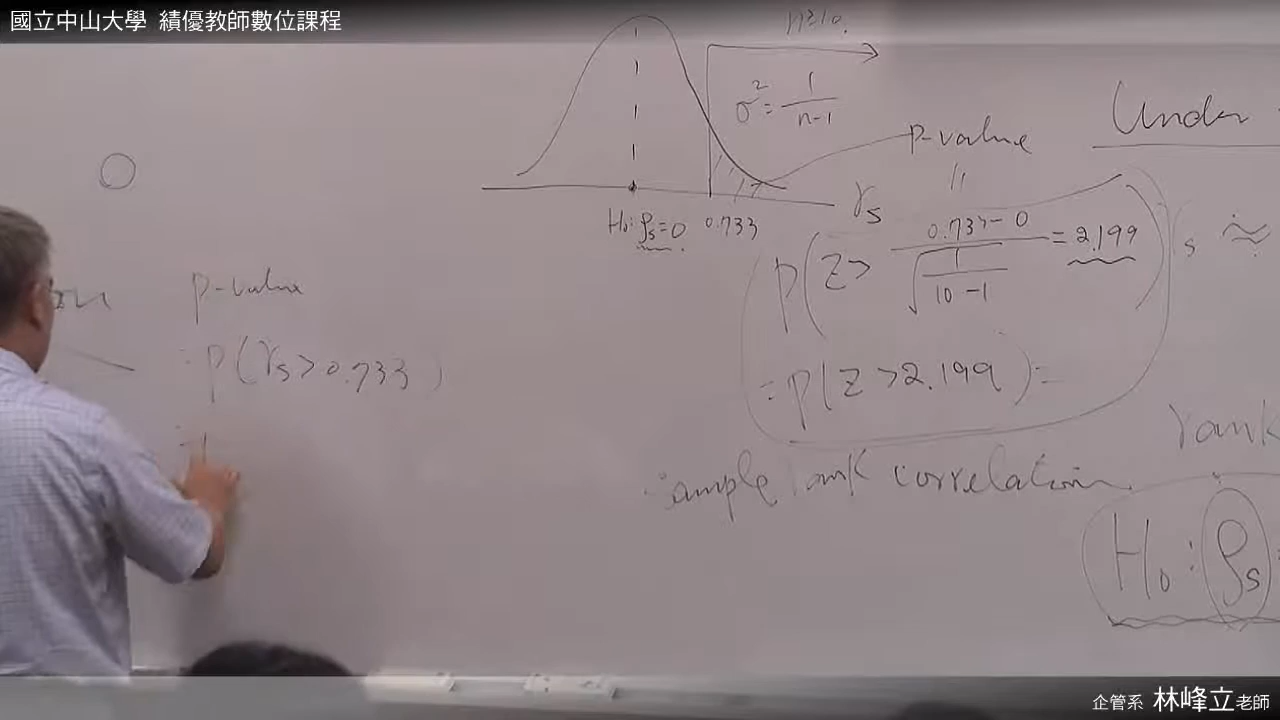 國立中山大學 績優教師數位課程
n≥10.
σ² = 1/(n-1)
p-value
Under
H₀: ρs=0 0.733
rs
p(Z > (0.733-0)/√(1/(10-1)) = 2.199)
s ≈
p-value
= p(rs > 0.733)
= p(Z > 2.199) =
rank
sample rank correlation
H₀: ρs
企管系 林峰立老師